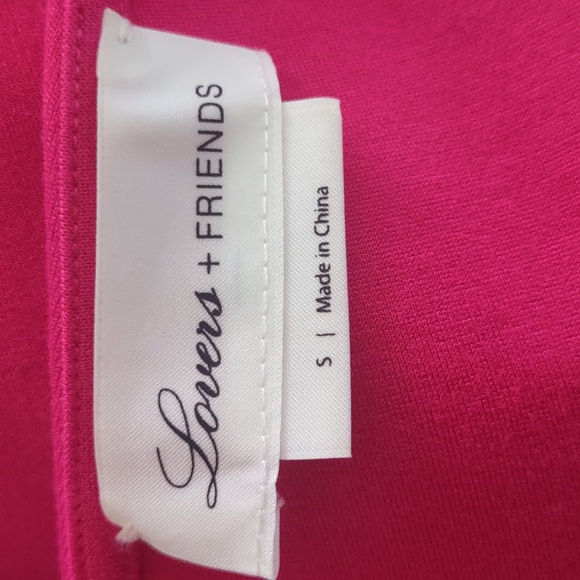 Lovers + FRIENDS
S | Made in China